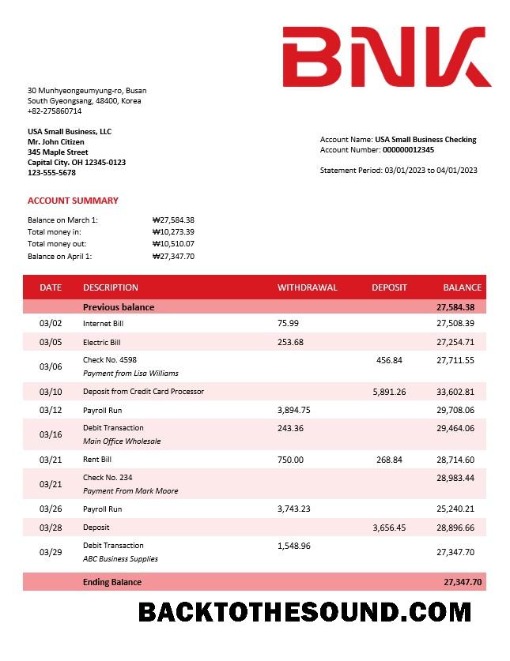 BNK
30 Munhyeongeumyung-ro, Busan
South Gyeongsang, 48400, Korea
+82-275860714
USA Small Business, LLC
Mr. John Citizen
345 Maple Street
Capital City. OH 12345-0123
123-555-5678
Account Name: USA Small Business Checking
Account Number: 000000012345
Statement Period: 03/01/2023 to 04/01/2023
ACCOUNT SUMMARY
Balance on March 1: ₩27,584.38
Total money in: ₩10,273.39
Total money out: ₩10,510.07
Balance on April 1: ₩27,347.70
DATE DESCRIPTION WITHDRAWAL DEPOSIT BALANCE
Previous balance 27,584.38
03/02 Internet Bill 75.99 27,508.39
03/05 Electric Bill 253.68 27,254.71
03/06 Check No. 4598 456.84 27,711.55
Payment from Lisa Williams
03/10 Deposit from Credit Card Processor 5,891.26 33,602.81
03/12 Payroll Run 3,894.75 29,708.06
03/16 Debit Transaction 243.36 29,464.06
Main Office Wholesale
03/21 Rent Bill 750.00 268.84 28,714.60
03/21 Check No. 234 28,983.44
Payment From Mark Moore
03/26 Payroll Run 3,743.23 25,240.21
03/28 Deposit 3,656.45 28,896.66
03/29 Debit Transaction 1,548.96 27,347.70
ABC Business Supplies
Ending Balance 27,347.70
BACKTOTHESOUND.COM